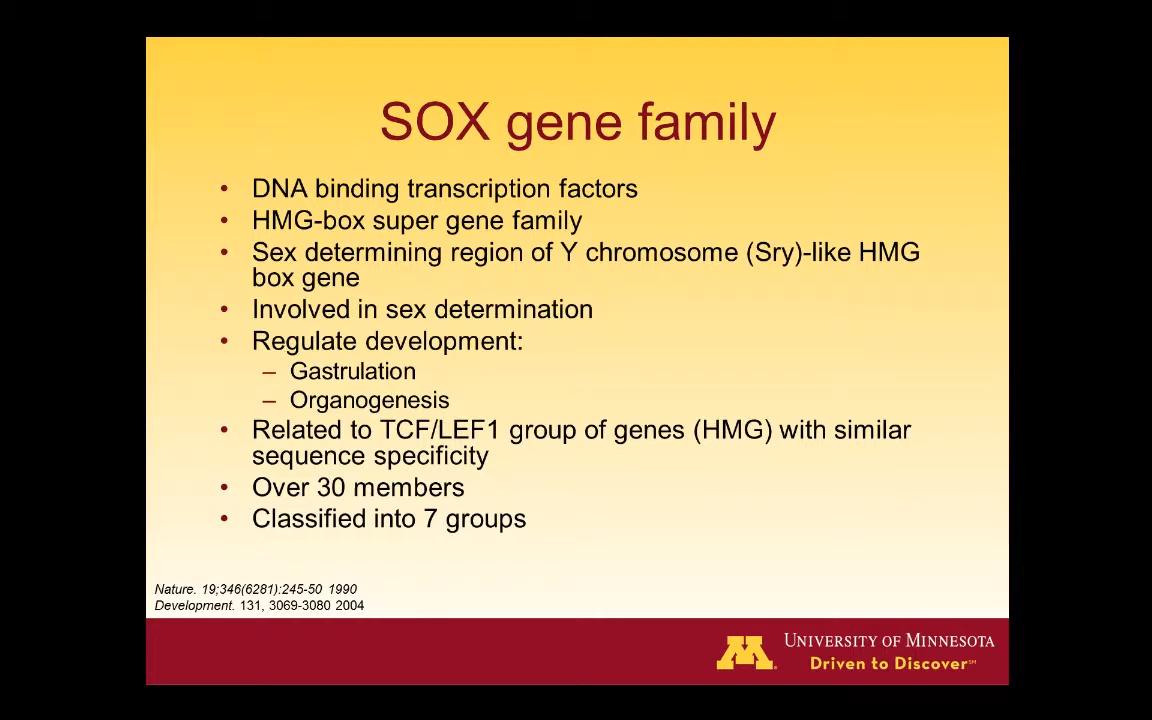 SOX gene family
• DNA binding transcription factors
• HMG-box super gene family
• Sex determining region of Y chromosome (Sry)-like HMG
box gene
• Involved in sex determination
• Regulate development:
– Gastrulation
– Organogenesis
• Related to TCF/LEF1 group of genes (HMG) with similar
sequence specificity
• Over 30 members
• Classified into 7 groups
Nature. 19;346(6281):245-50 1990
Development. 131, 3069-3080 2004
M
UNIVERSITY OF MINNESOTA
Driven to Discover℠